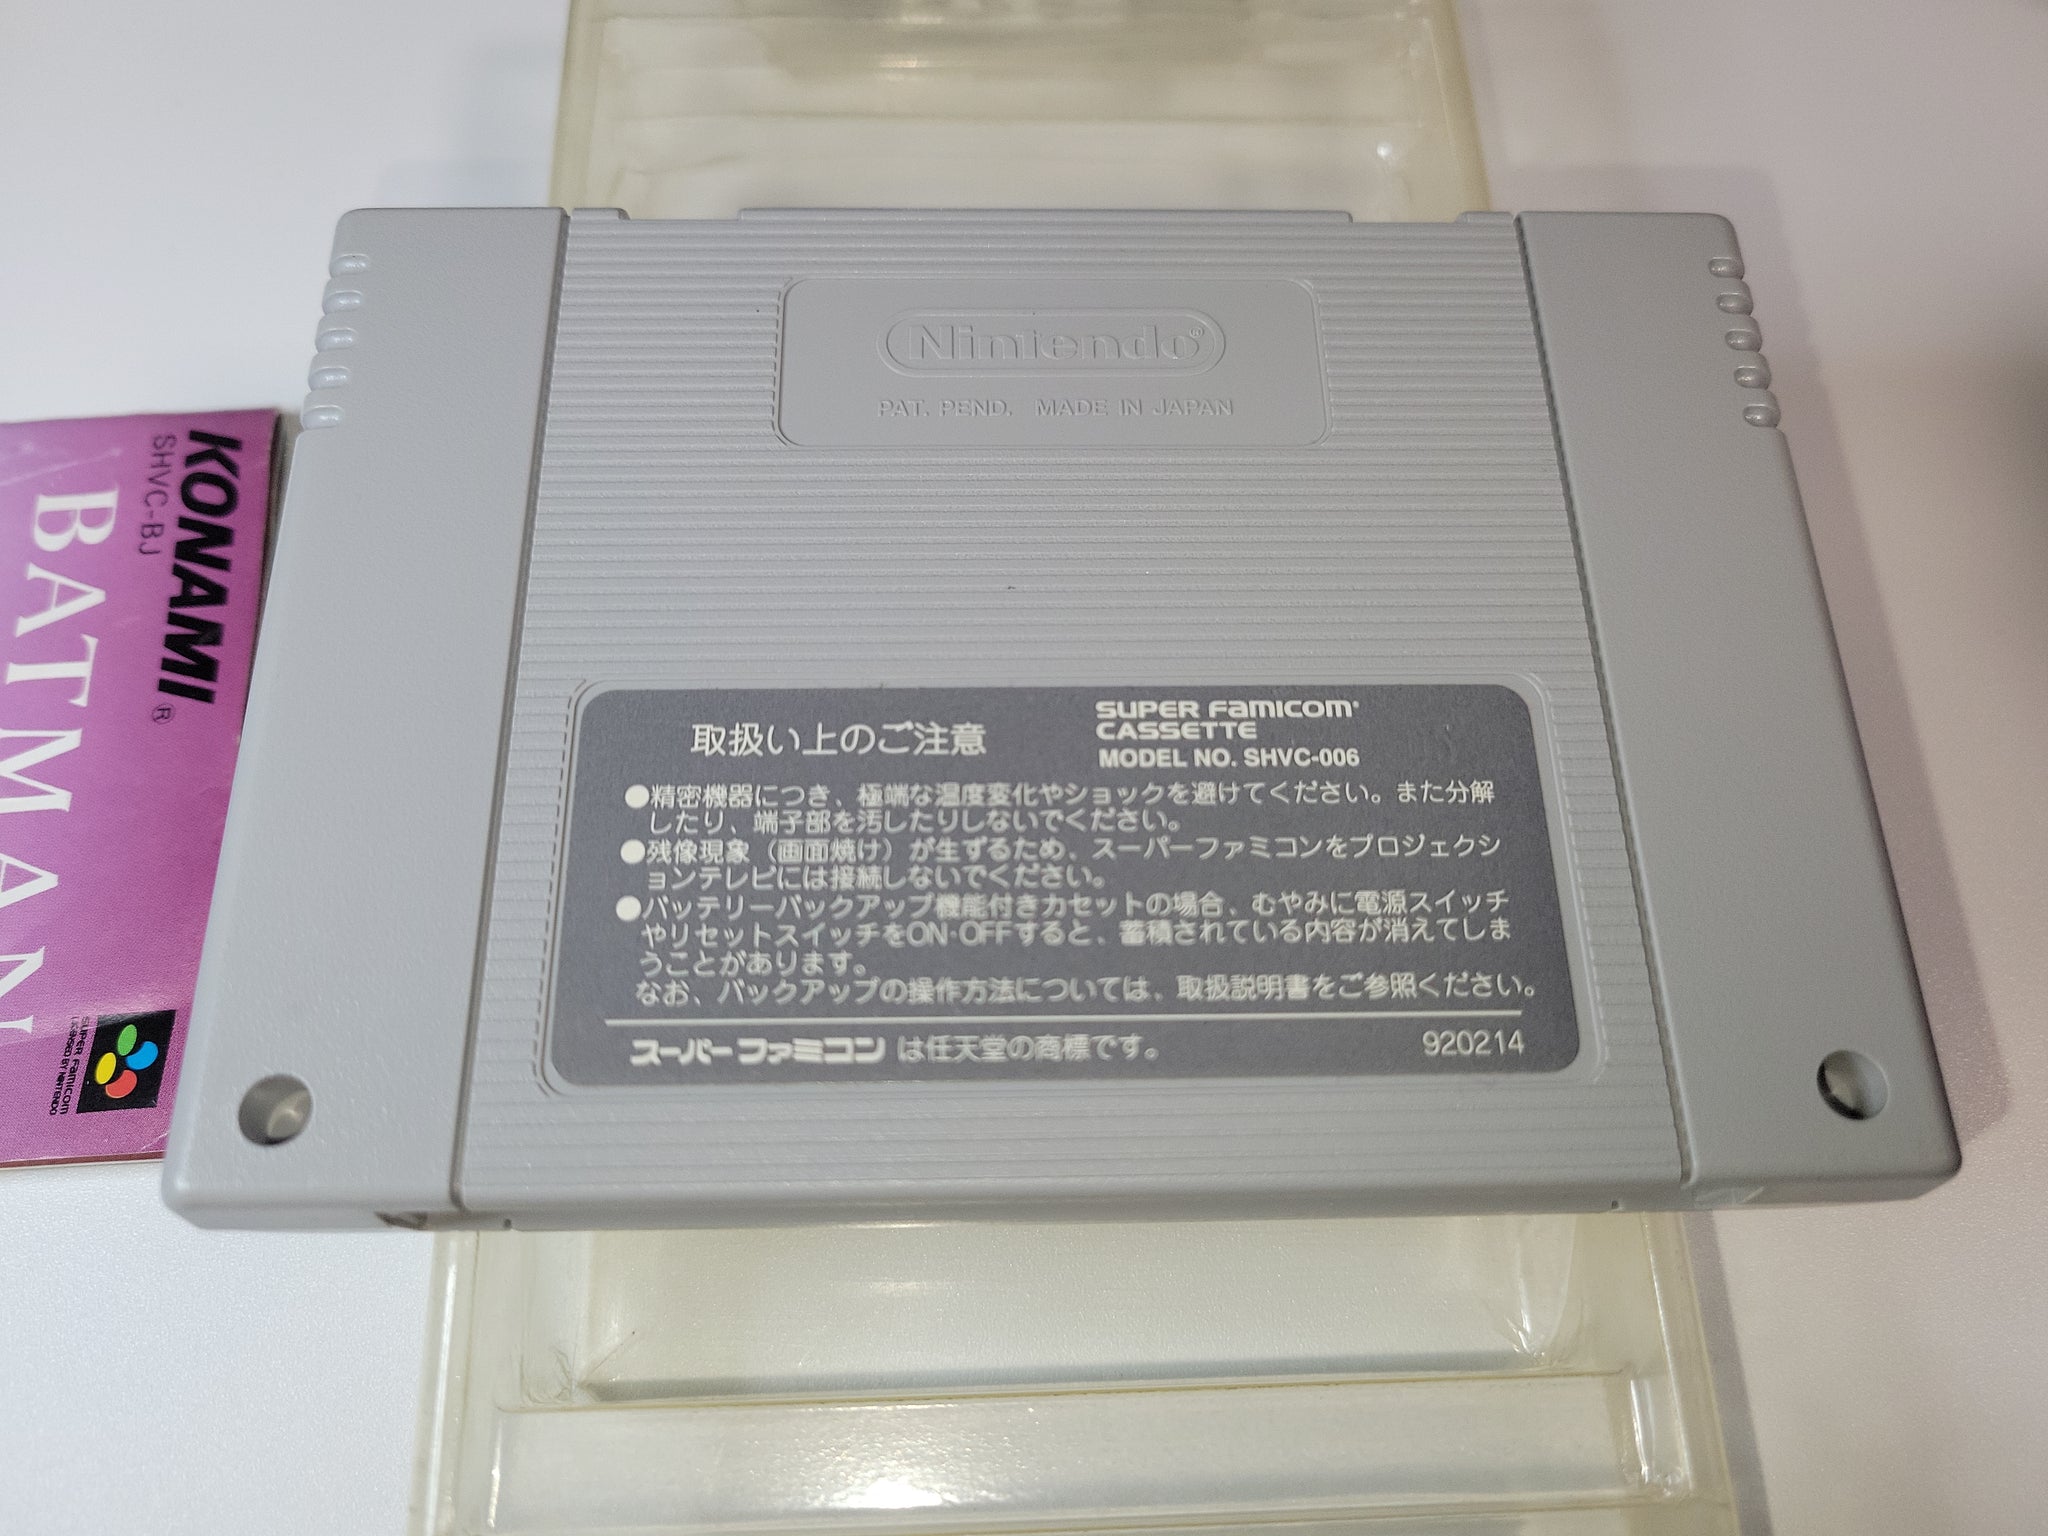 Nintendo®
PAT. PEND. MADE IN JAPAN
取扱い上のご注意
SUPER FAMICOM
CASSETTE
MODEL NO. SHVC-006
●精密機器につき、極端な温度変化やショックを避けてください。また分解
したり、端子部を汚したりしないでください。
●残像現象（画面焼け）が生ずるため、スーパーファミコンをプロジェクシ
ョンテレビには接続しないでください。
●バッテリーバックアップ機能付きカセットの場合、むやみに電源スイッチ
やリセットスイッチをON·OFFすると、蓄積されている内容が消えてしま
うことがあります。
なお、バックアップの操作方法については、取扱説明書をご参照ください。
スーパーファミコン は任天堂の商標です。
920214
KONAMI®
SHVC-BJ
BATMAN
SUPER FAMICOM
LICENSED BY NINTENDO